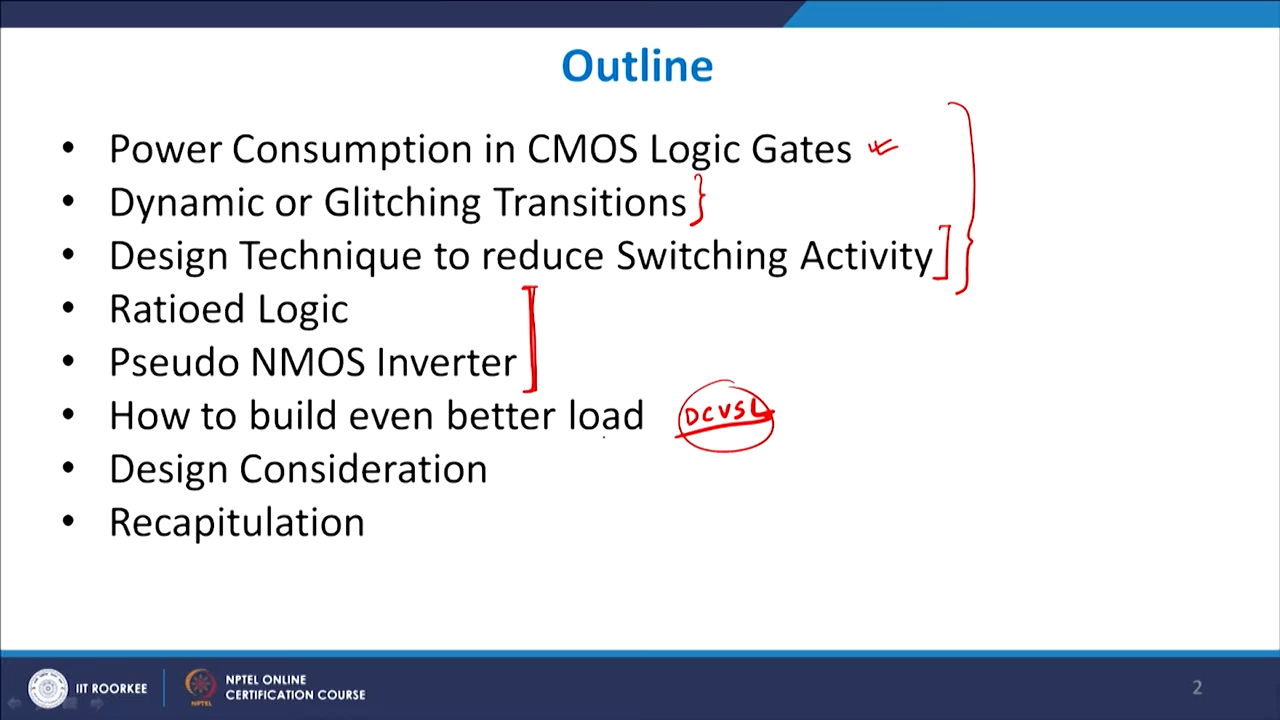 Outline
• Power Consumption in CMOS Logic Gates
• Dynamic or Glitching Transitions
• Design Technique to reduce Switching Activity
• Ratioed Logic
• Pseudo NMOS Inverter
• How to build even better load DCVSL
• Design Consideration
• Recapitulation
IIT ROORKEE
NPTEL
NPTEL ONLINE
CERTIFICATION COURSE
2